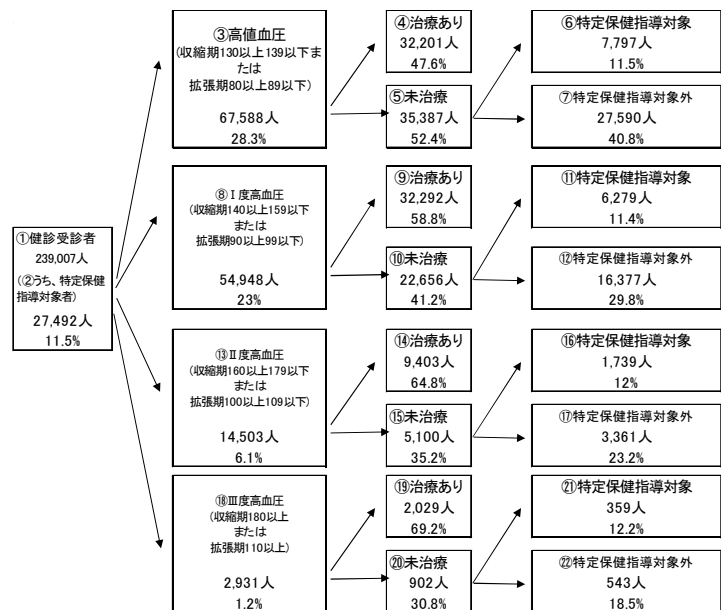 ①健診受診者
239,007人
(②うち、特定保健
指導対象者)
27,492人
11.5%
③高値血圧
(収縮期130以上139以下ま
たは
拡張期80以上89以下)
67,588人
28.3%
④治療あり
32,201人
47.6%
⑤未治療
35,387人
52.4%
⑥特定保健指導対象
7,797人
11.5%
⑦特定保健指導対象外
27,590人
40.8%
⑧Ⅰ度高血圧
(収縮期140以上159以下
または
拡張期90以上99以下)
54,948人
23%
⑨治療あり
32,292人
58.8%
⑩未治療
22,656人
41.2%
⑪特定保健指導対象
6,279人
11.4%
⑫特定保健指導対象外
16,377人
29.8%
⑬Ⅱ度高血圧
(収縮期160以上179以下
または
拡張期100以上109以下)
14,503人
6.1%
⑭治療あり
9,403人
64.8%
⑮未治療
5,100人
35.2%
⑯特定保健指導対象
1,739人
12%
⑰特定保健指導対象外
3,361人
23.2%
⑱Ⅲ度高血圧
(収縮期180以上
または
拡張期110以上)
2,931人
1.2%
⑲治療あり
2,029人
69.2%
⑳未治療
902人
30.8%
㉑特定保健指導対象
359人
12.2%
㉒特定保健指導対象外
543人
18.5%